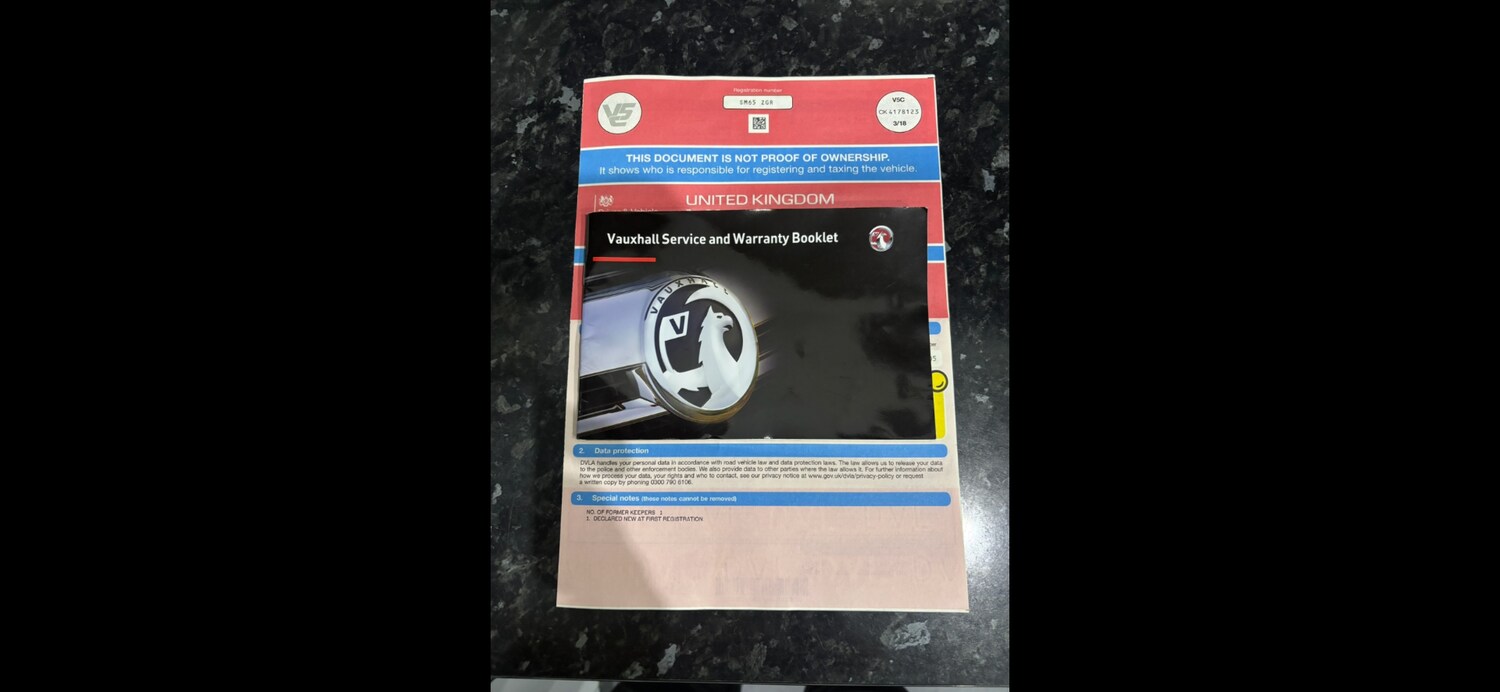 Registration number
V5C
V5C
CK 4178123
3/16
THIS DOCUMENT IS NOT PROOF OF OWNERSHIP.
It shows who is responsible for registering and taxing the vehicle.
UNITED KINGDOM
Vauxhall Service and Warranty Booklet
VAUXHALL
V
2. Data protection
DVLA handles your personal data in accordance with road vehicle law and data protection laws. The law allows us to release your data
to the police and other enforcement bodies. We also provide data to other parties where the law allows it. For further information about
how we process your data, your rights and who to contact, see our privacy notice at www.gov.uk/dvla/privacy-policy or request
a written copy by phoning 0300 790 6106.
3. Special notes (these notes cannot be removed)
NO. OF FORMER KEEPERS 1
1. DECLARED NEW AT FIRST REGISTRATION